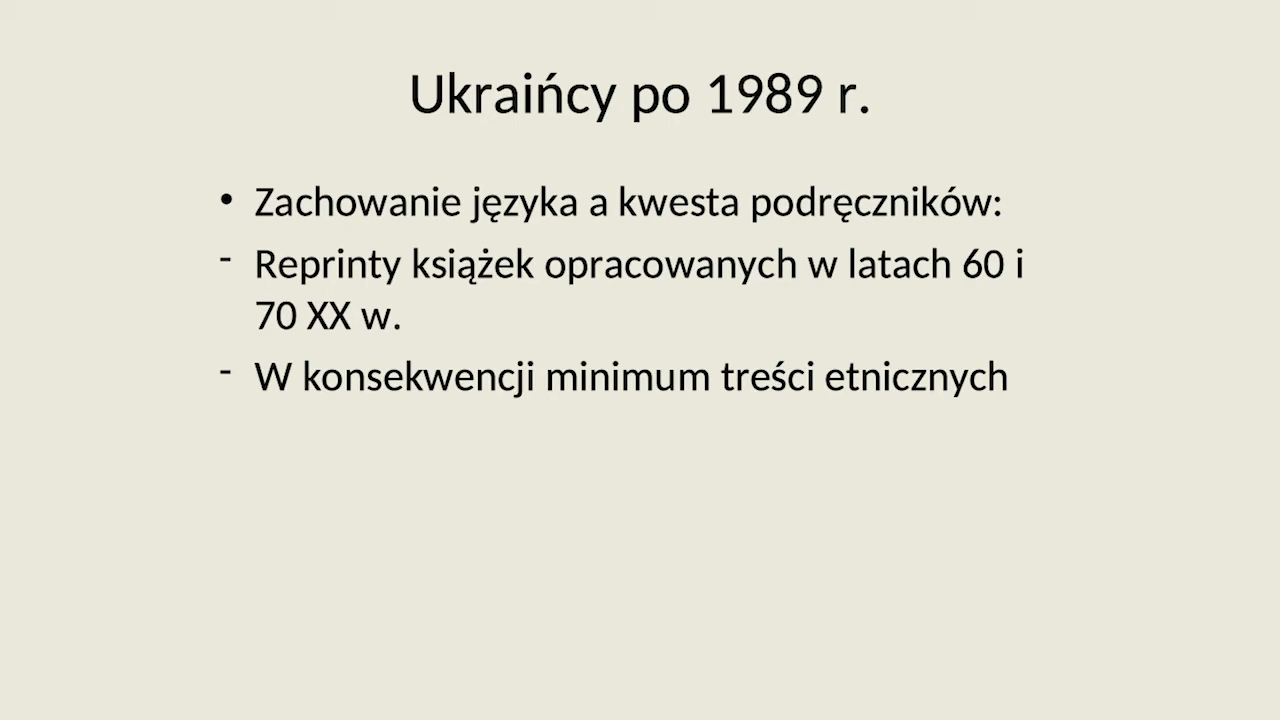 Ukraińcy po 1989 r.
• Zachowanie języka a kwesta podręczników:
- Reprinty książek opracowanych w latach 60 i
70 XX w.
- W konsekwencji minimum treści etnicznych